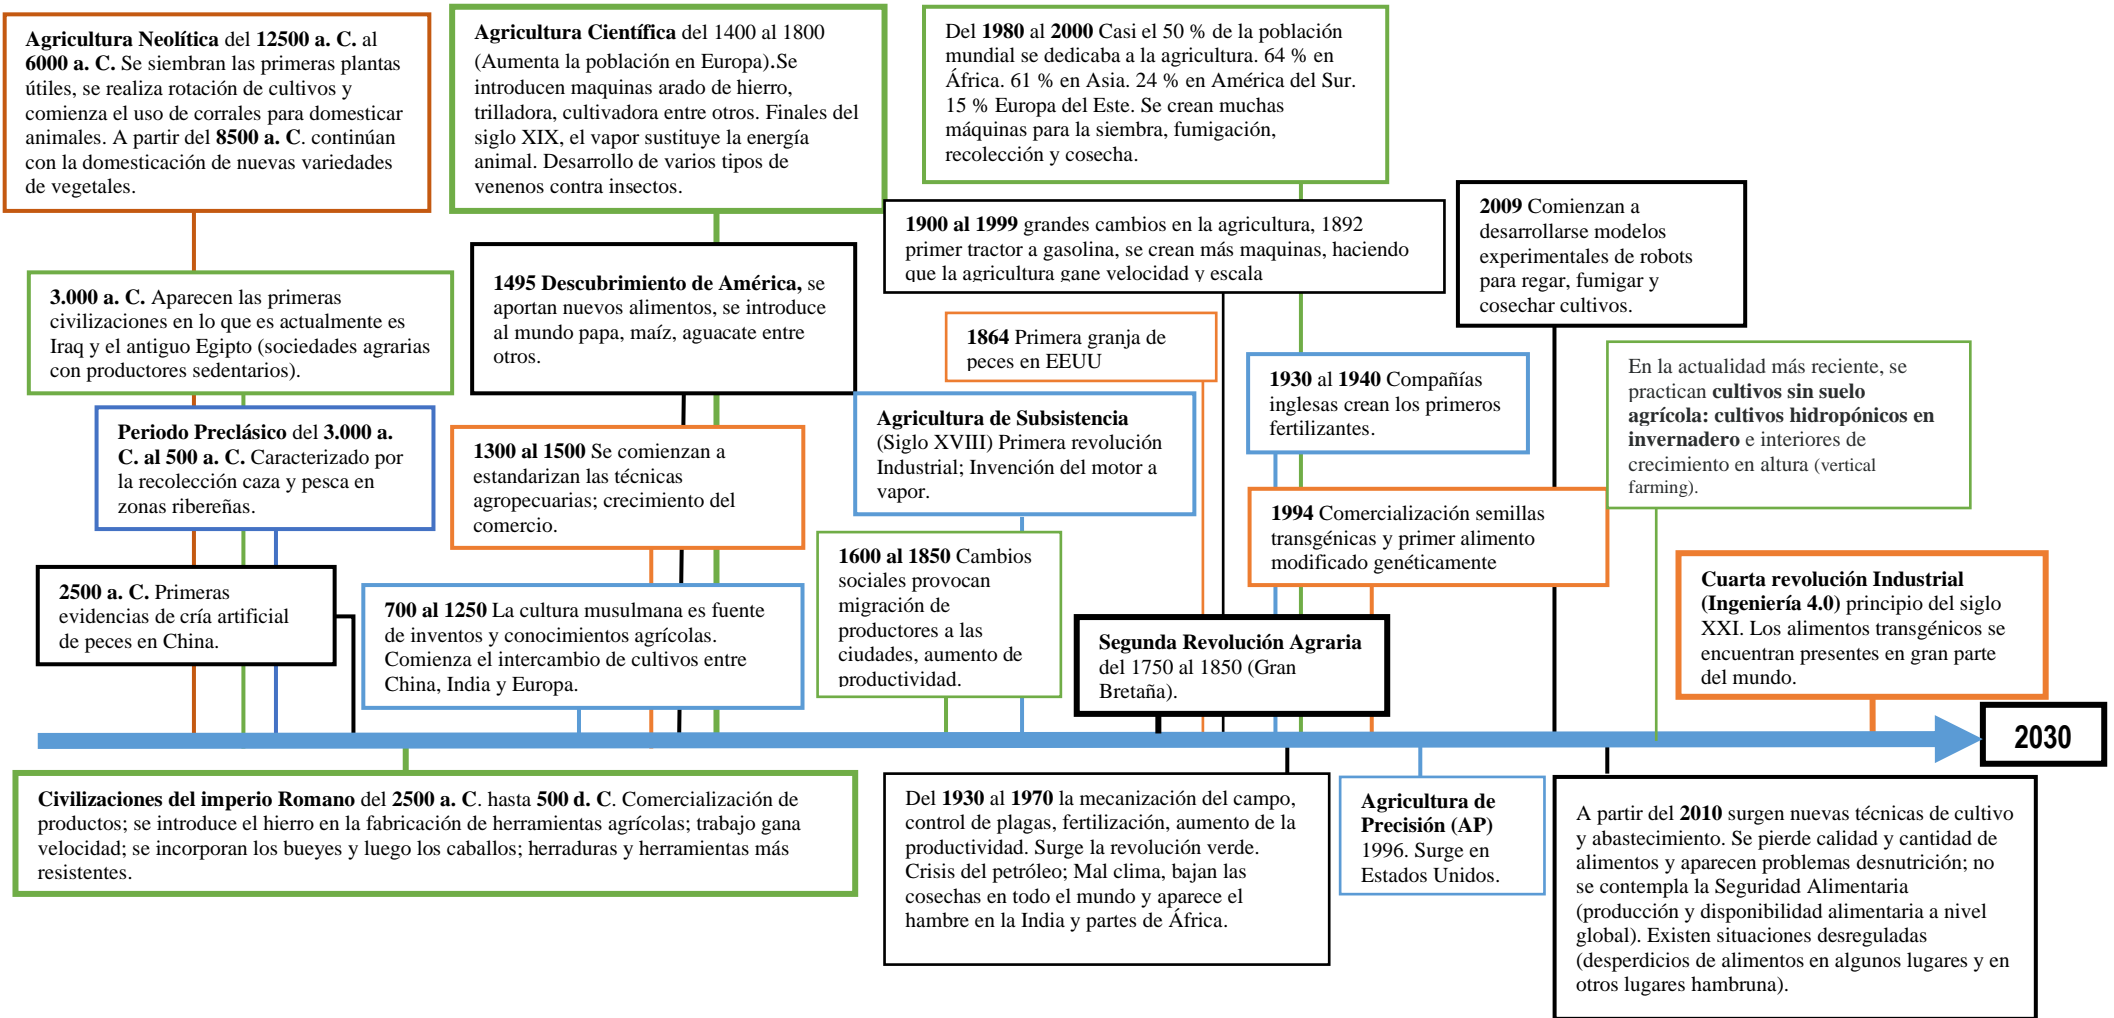 Agricultura Neolítica del 12500 a. C. al
6000 a. C. Se siembran las primeras plantas
útiles, se realiza rotación de cultivos y
comienza el uso de corrales para domesticar
animales. A partir del 8500 a. C. continúan
con la domesticación de nuevas variedades
de vegetales.
Agricultura Científica del 1400 al 1800
(Aumenta la población en Europa).Se
introducen maquinas arado de hierro,
trilladora, cultivadora entre otros. Finales del
siglo XIX, el vapor sustituye la energía
animal. Desarrollo de varios tipos de
venenos contra insectos.
Del 1980 al 2000 Casi el 50 % de la población
mundial se dedicaba a la agricultura. 64 % en
África. 61 % en Asia. 24 % en América del Sur.
15 % Europa del Este. Se crean muchas
máquinas para la siembra, fumigación,
recolección y cosecha.
1900 al 1999 grandes cambios en la agricultura, 1892
primer tractor a gasolina, se crean más maquinas, haciendo
que la agricultura gane velocidad y escala
2009 Comienzan a
desarrollarse modelos
experimentales de robots
para regar, fumigar y
cosechar cultivos.
3.000 a. C. Aparecen las primeras
civilizaciones en lo que es actualmente es
Iraq y el antiguo Egipto (sociedades agrarias
con productores sedentarios).
1495 Descubrimiento de América, se
aportan nuevos alimentos, se introduce
al mundo papa, maíz, aguacate entre
otros.
1864 Primera granja de
peces en EEUU
1930 al 1940 Compañías
inglesas crean los primeros
fertilizantes.
En la actualidad más reciente, se
practican cultivos sin suelo
agrícola: cultivos hidropónicos en
invernadero e interiores de
crecimiento en altura (vertical
farming).
Periodo Preclásico del 3.000 a.
C. al 500 a. C. Caracterizado por
la recolección caza y pesca en
zonas ribereñas.
1300 al 1500 Se comienzan a
estandarizan las técnicas
agropecuarias; crecimiento del
comercio.
Agricultura de Subsistencia
(Siglo XVIII) Primera revolución
Industrial; Invención del motor a
vapor.
1994 Comercialización semillas
transgénicas y primer alimento
modificado genéticamente
2500 a. C. Primeras
evidencias de cría artificial
de peces en China.
700 al 1250 La cultura musulmana es fuente
de inventos y conocimientos agrícolas.
Comienza el intercambio de cultivos entre
China, India y Europa.
1600 al 1850 Cambios
sociales provocan
migración de
productores a las
ciudades, aumento de
productividad.
Segunda Revolución Agraria
del 1750 al 1850 (Gran
Bretaña).
Cuarta revolución Industrial
(Ingeniería 4.0) principio del siglo
XXI. Los alimentos transgénicos se
encuentran presentes en gran parte
del mundo.
2030
Civilizaciones del imperio Romano del 2500 a. C. hasta 500 d. C. Comercialización de
productos; se introduce el hierro en la fabricación de herramientas agrícolas; trabajo gana
velocidad; se incorporan los bueyes y luego los caballos; herraduras y herramientas más
resistentes.
Del 1930 al 1970 la mecanización del campo,
control de plagas, fertilización, aumento de la
productividad. Surge la revolución verde.
Crisis del petróleo; Mal clima, bajan las
cosechas en todo el mundo y aparece el
hambre en la India y partes de África.
Agricultura de
Precisión (AP)
1996. Surge en
Estados Unidos.
A partir del 2010 surgen nuevas técnicas de cultivo
y abastecimiento. Se pierde calidad y cantidad de
alimentos y aparecen problemas desnutrición; no
se contempla la Seguridad Alimentaria
(producción y disponibilidad alimentaria a nivel
global). Existen situaciones desreguladas
(desperdicios de alimentos en algunos lugares y en
otros lugares hambruna).